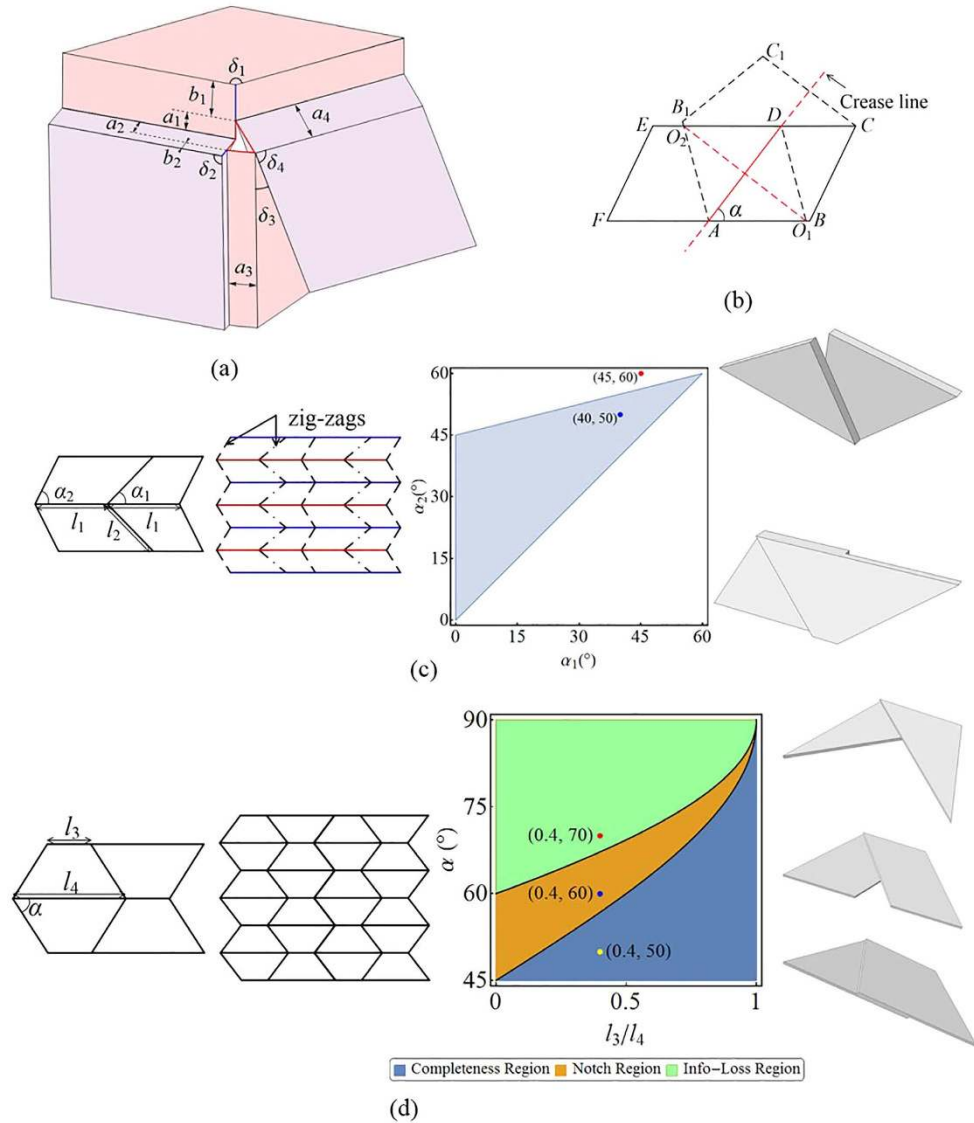 δ1
b1
a1
a2
a4
b2
δ2
δ4
δ3
a3
(a)
C1
B1
Crease line
E
O2
D
C
F
A
α
O1
B
(b)
zig-zags
α2
α1
l1
l2
l1
60
45
30
15
0
α2(°)
(45, 60)
(40, 50)
0 15 30 45 60
α1(°)
(c)
l3
l4
α
90
75
60
45
α (°)
(0.4, 70)
(0.4, 60)
(0.4, 50)
0 0.5 1
l3/l4
Completeness Region Notch Region Info-Loss Region
(d)